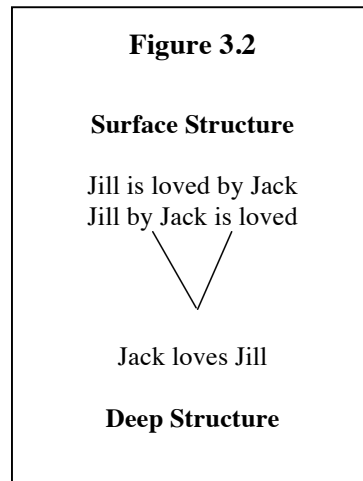 Figure 3.2
Surface Structure
Jill is loved by Jack
Jill by Jack is loved
Jack loves Jill
Deep Structure